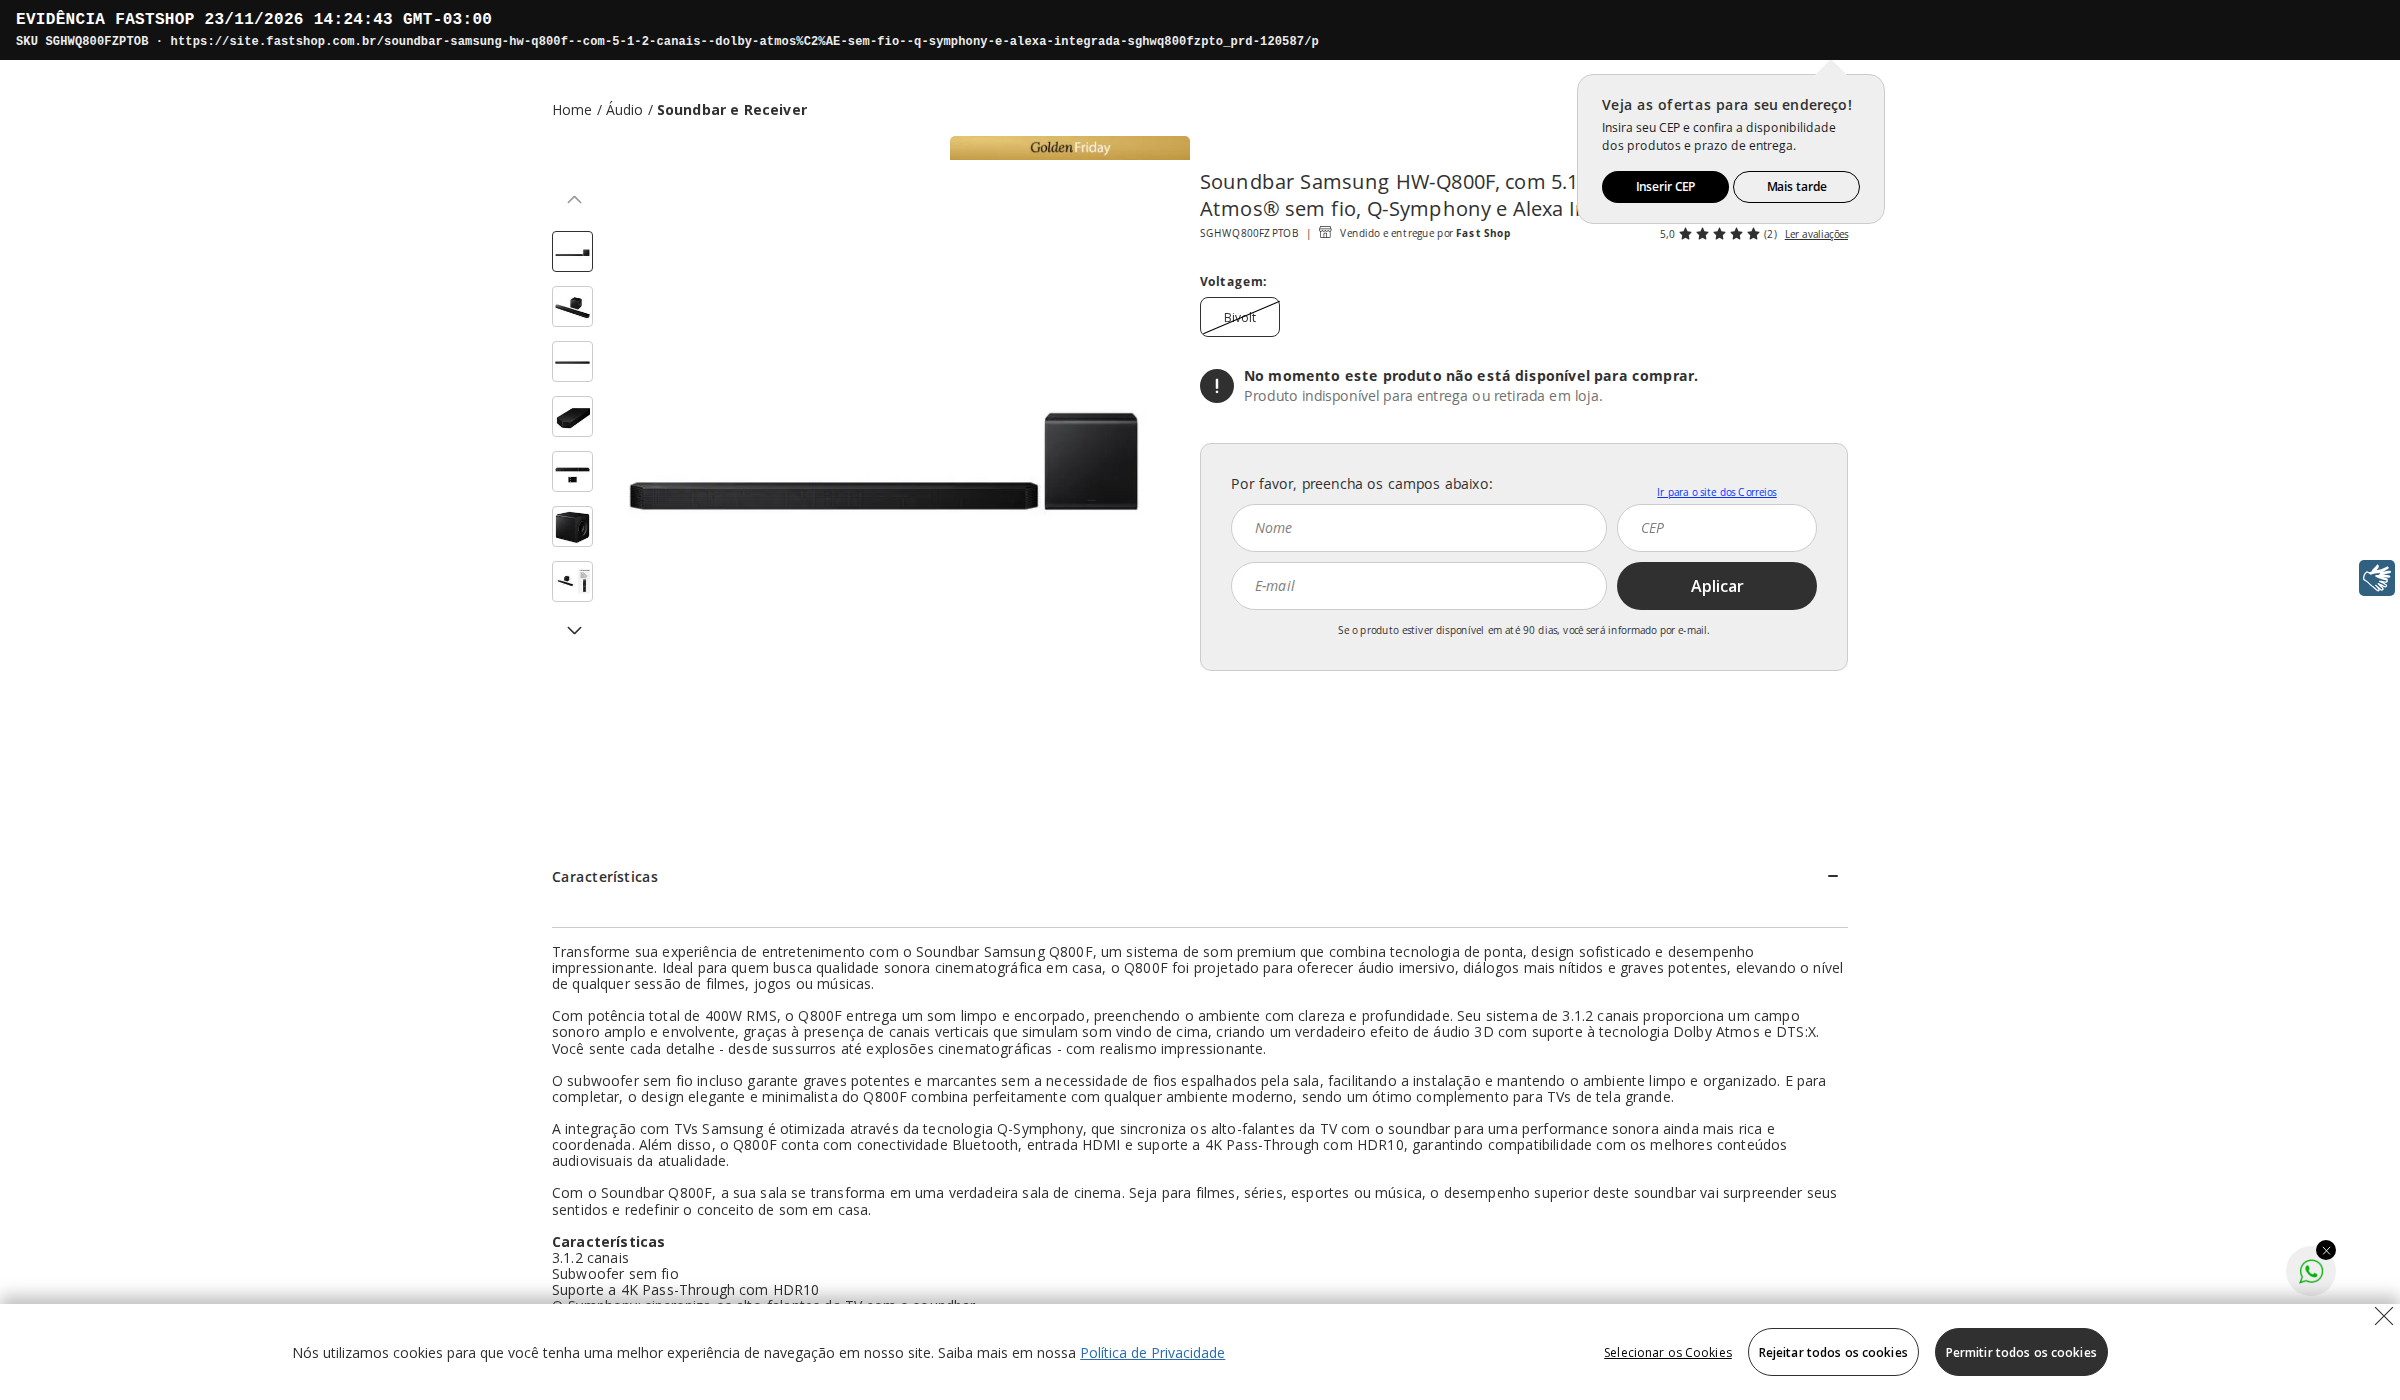 EVIDÊNCIA FASTSHOP 23/11/2026 14:24:43 GMT-03:00
SKU SGHWQ800FZPTOB · https://site.fastshop.com.br/soundbar-samsung-hw-q800f--com-5-1-2-canais--dolby-atmos%C2%AE-sem-fio--q-symphony-e-alexa-integrada-sghwq800fzpto_prd-120587/p
Veja as ofertas para seu endereço!
Insira seu CEP e confira a disponibilidade
dos produtos e prazo de entrega.
Inserir CEP
Mais tarde
Home / Áudio / Soundbar e Receiver
Golden Friday
Soundbar Samsung HW-Q800F, com 5.1
Atmos® sem fio, Q-Symphony e Alexa
SGHWQ800FZPTOB | Vendido e entregue por Fast Shop
5,0 (2) Ler avaliações
Voltagem:
Bivolt
No momento este produto não está disponível para comprar.
Produto indisponível para entrega ou retirada em loja.
Por favor, preencha os campos abaixo:
Ir para o site dos Correios
Nome
CEP
E-mail
Aplicar
Se o produto estiver disponível em até 90 dias, você será informado por e-mail.
Características
Transforme sua experiência de entretenimento com o Soundbar Samsung Q800F, um sistema de som premium que combina tecnologia de ponta, design sofisticado e desempenho
impressionante. Ideal para quem busca qualidade sonora cinematográfica em casa, o Q800F foi projetado para oferecer áudio imersivo, diálogos mais nítidos e graves potentes, elevando o nível
de qualquer sessão de filmes, jogos ou músicas.
Com potência total de 400W RMS, o Q800F entrega um som limpo e encorpado, preenchendo o ambiente com clareza e profundidade. Seu sistema de 3.1.2 canais proporciona um campo
sonoro amplo e envolvente, graças à presença de canais verticais que simulam som vindo de cima, criando um verdadeiro efeito de áudio 3D com suporte à tecnologia Dolby Atmos e DTS:X.
Você sente cada detalhe - desde sussurros até explosões cinematográficas - com realismo impressionante.
O subwoofer sem fio incluso garante graves potentes e marcantes sem a necessidade de fios espalhados pela sala, facilitando a instalação e mantendo o ambiente limpo e organizado. E para
completar, o design elegante e minimalista do Q800F combina perfeitamente com qualquer ambiente moderno, sendo um ótimo complemento para TVs de tela grande.
A integração com TVs Samsung é otimizada através da tecnologia Q-Symphony, que sincroniza os alto-falantes da TV com o soundbar para uma performance sonora ainda mais rica e
coordenada. Além disso, o Q800F conta com conectividade Bluetooth, entrada HDMI e suporte a 4K Pass-Through com HDR10, garantindo compatibilidade com os melhores conteúdos
audiovisuais da atualidade.
Com o Soundbar Q800F, a sua sala se transforma em uma verdadeira sala de cinema. Seja para filmes, séries, esportes ou música, o desempenho superior deste soundbar vai surpreender seus
sentidos e redefinir o conceito de som em casa.
Características
3.1.2 canais
Subwoofer sem fio
Suporte a 4K Pass-Through com HDR10
Q-Symphony: sincroniza os alto-falantes da TV com o soundbar
Nós utilizamos cookies para que você tenha uma melhor experiência de navegação em nosso site. Saiba mais em nossa Política de Privacidade
Selecionar os Cookies
Rejeitar todos os cookies
Permitir todos os cookies